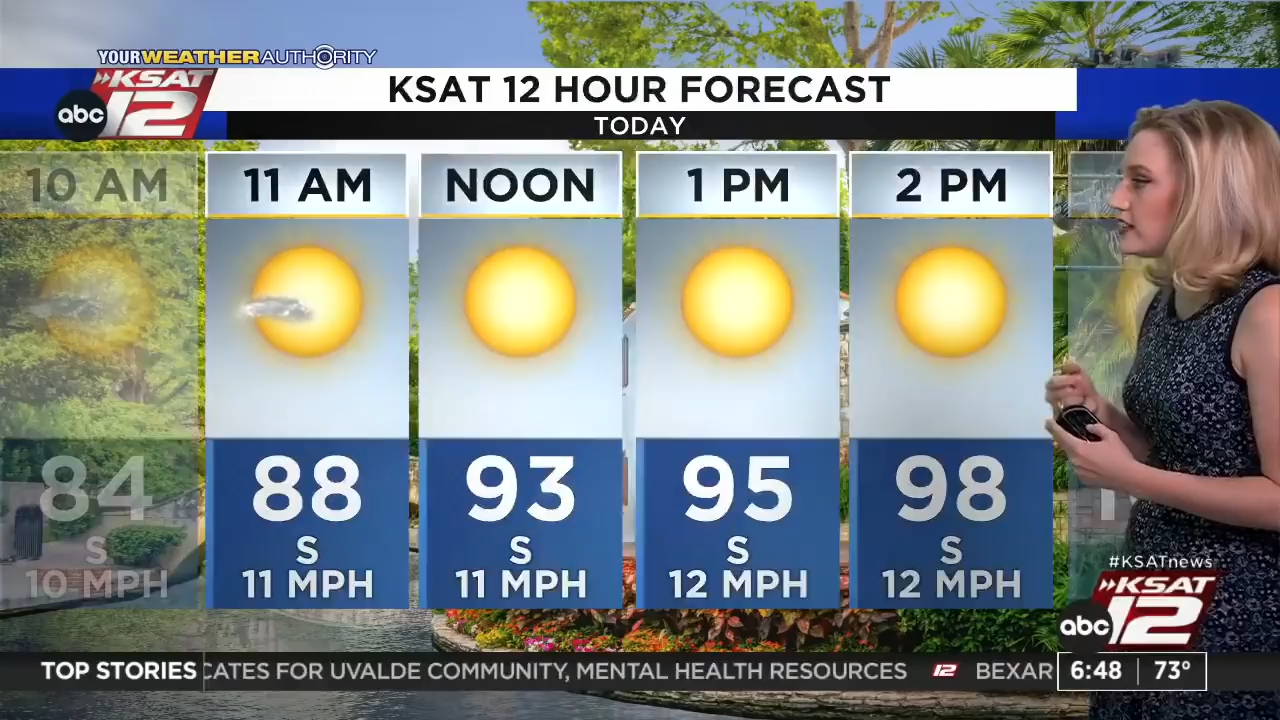 YOUR WEATHER AUTHORITY
KSAT
abc 12
KSAT 12 HOUR FORECAST
TODAY
10 AM
11 AM
NOON
1 PM
2 PM
84
S
10 MPH
88
S
11 MPH
93
S
11 MPH
95
S
12 MPH
98
S
12 MPH
#KSATnews
KSAT
abc 12
TOP STORIES
CATES FOR UVALDE COMMUNITY, MENTAL HEALTH RESOURCES 12 BEXAR
6:48 73°